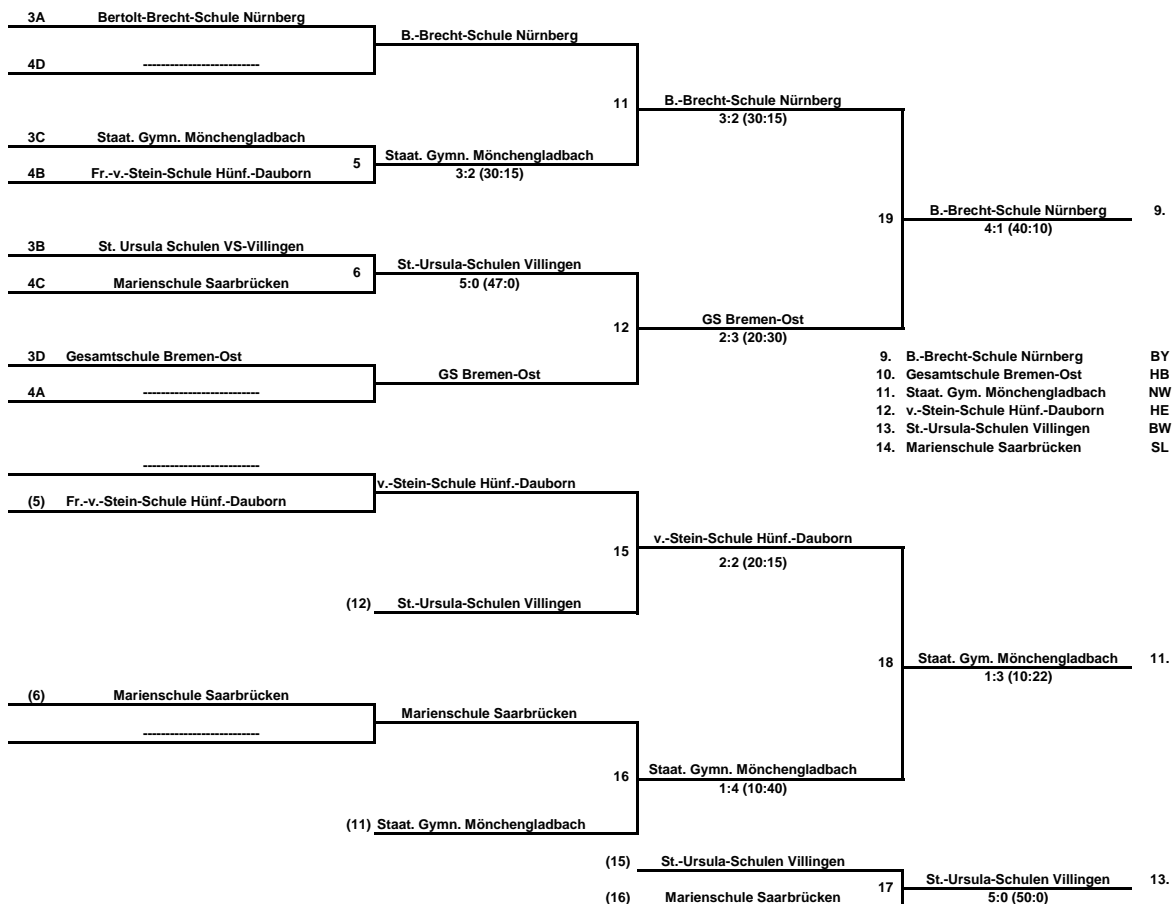 3A Bertolt-Brecht-Schule Nürnberg
B.-Brecht-Schule Nürnberg
4D --------------------------
11 B.-Brecht-Schule Nürnberg
3:2 (30:15)
3C Staat. Gymn. Mönchengladbach
5 Staat. Gymn. Mönchengladbach
4B Fr.-v.-Stein-Schule Hünf.-Dauborn
3:2 (30:15)
19 B.-Brecht-Schule Nürnberg 9.
4:1 (40:10)
3B St. Ursula Schulen VS-Villingen
6 St.-Ursula-Schulen Villingen
4C Marienschule Saarbrücken
5:0 (47:0)
12 GS Bremen-Ost
2:3 (20:30)
3D Gesamtschule Bremen-Ost
GS Bremen-Ost
4A --------------------------
9. B.-Brecht-Schule Nürnberg BY
10. Gesamtschule Bremen-Ost HB
11. Staat. Gym. Mönchengladbach NW
12. v.-Stein-Schule Hünf.-Dauborn HE
13. St.-Ursula-Schulen Villingen BW
14. Marienschule Saarbrücken SL
--------------------------
v.-Stein-Schule Hünf.-Dauborn
(5) Fr.-v.-Stein-Schule Hünf.-Dauborn
15 v.-Stein-Schule Hünf.-Dauborn
2:2 (20:15)
(12) St.-Ursula-Schulen Villingen
18 Staat. Gym. Mönchengladbach 11.
1:3 (10:22)
(6) Marienschule Saarbrücken
Marienschule Saarbrücken
--------------------------
16 Staat. Gymn. Mönchengladbach
1:4 (10:40)
(11) Staat. Gymn. Mönchengladbach
(15) St.-Ursula-Schulen Villingen
17 St.-Ursula-Schulen Villingen 13.
(16) Marienschule Saarbrücken
5:0 (50:0)